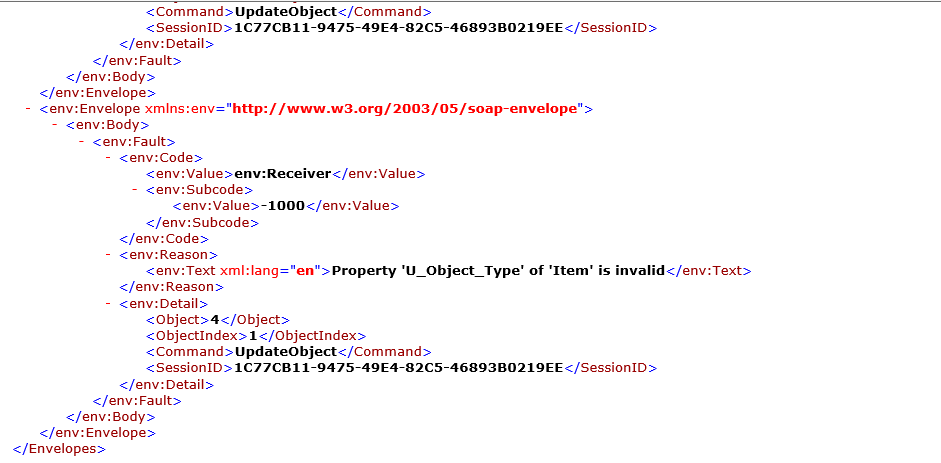 <Command>UpdateObject</Command>
<SessionID>1C77CB11-9475-49E4-82C5-46893B0219EE</SessionID>
</env:Detail>
</env:Fault>
</env:Body>
</env:Envelope>
- <env:Envelope xmlns:env="http://www.w3.org/2003/05/soap-envelope">
- <env:Body>
- <env:Fault>
- <env:Code>
<env:Value>env:Receiver</env:Value>
- <env:Subcode>
<env:Value>-1000</env:Value>
</env:Subcode>
</env:Code>
- <env:Reason>
<env:Text xml:lang="en">Property 'U_Object_Type' of 'Item' is invalid</env:Text>
</env:Reason>
- <env:Detail>
<Object>4</Object>
<ObjectIndex>1</ObjectIndex>
<Command>UpdateObject</Command>
<SessionID>1C77CB11-9475-49E4-82C5-46893B0219EE</SessionID>
</env:Detail>
</env:Fault>
</env:Body>
</env:Envelope>
</Envelopes>